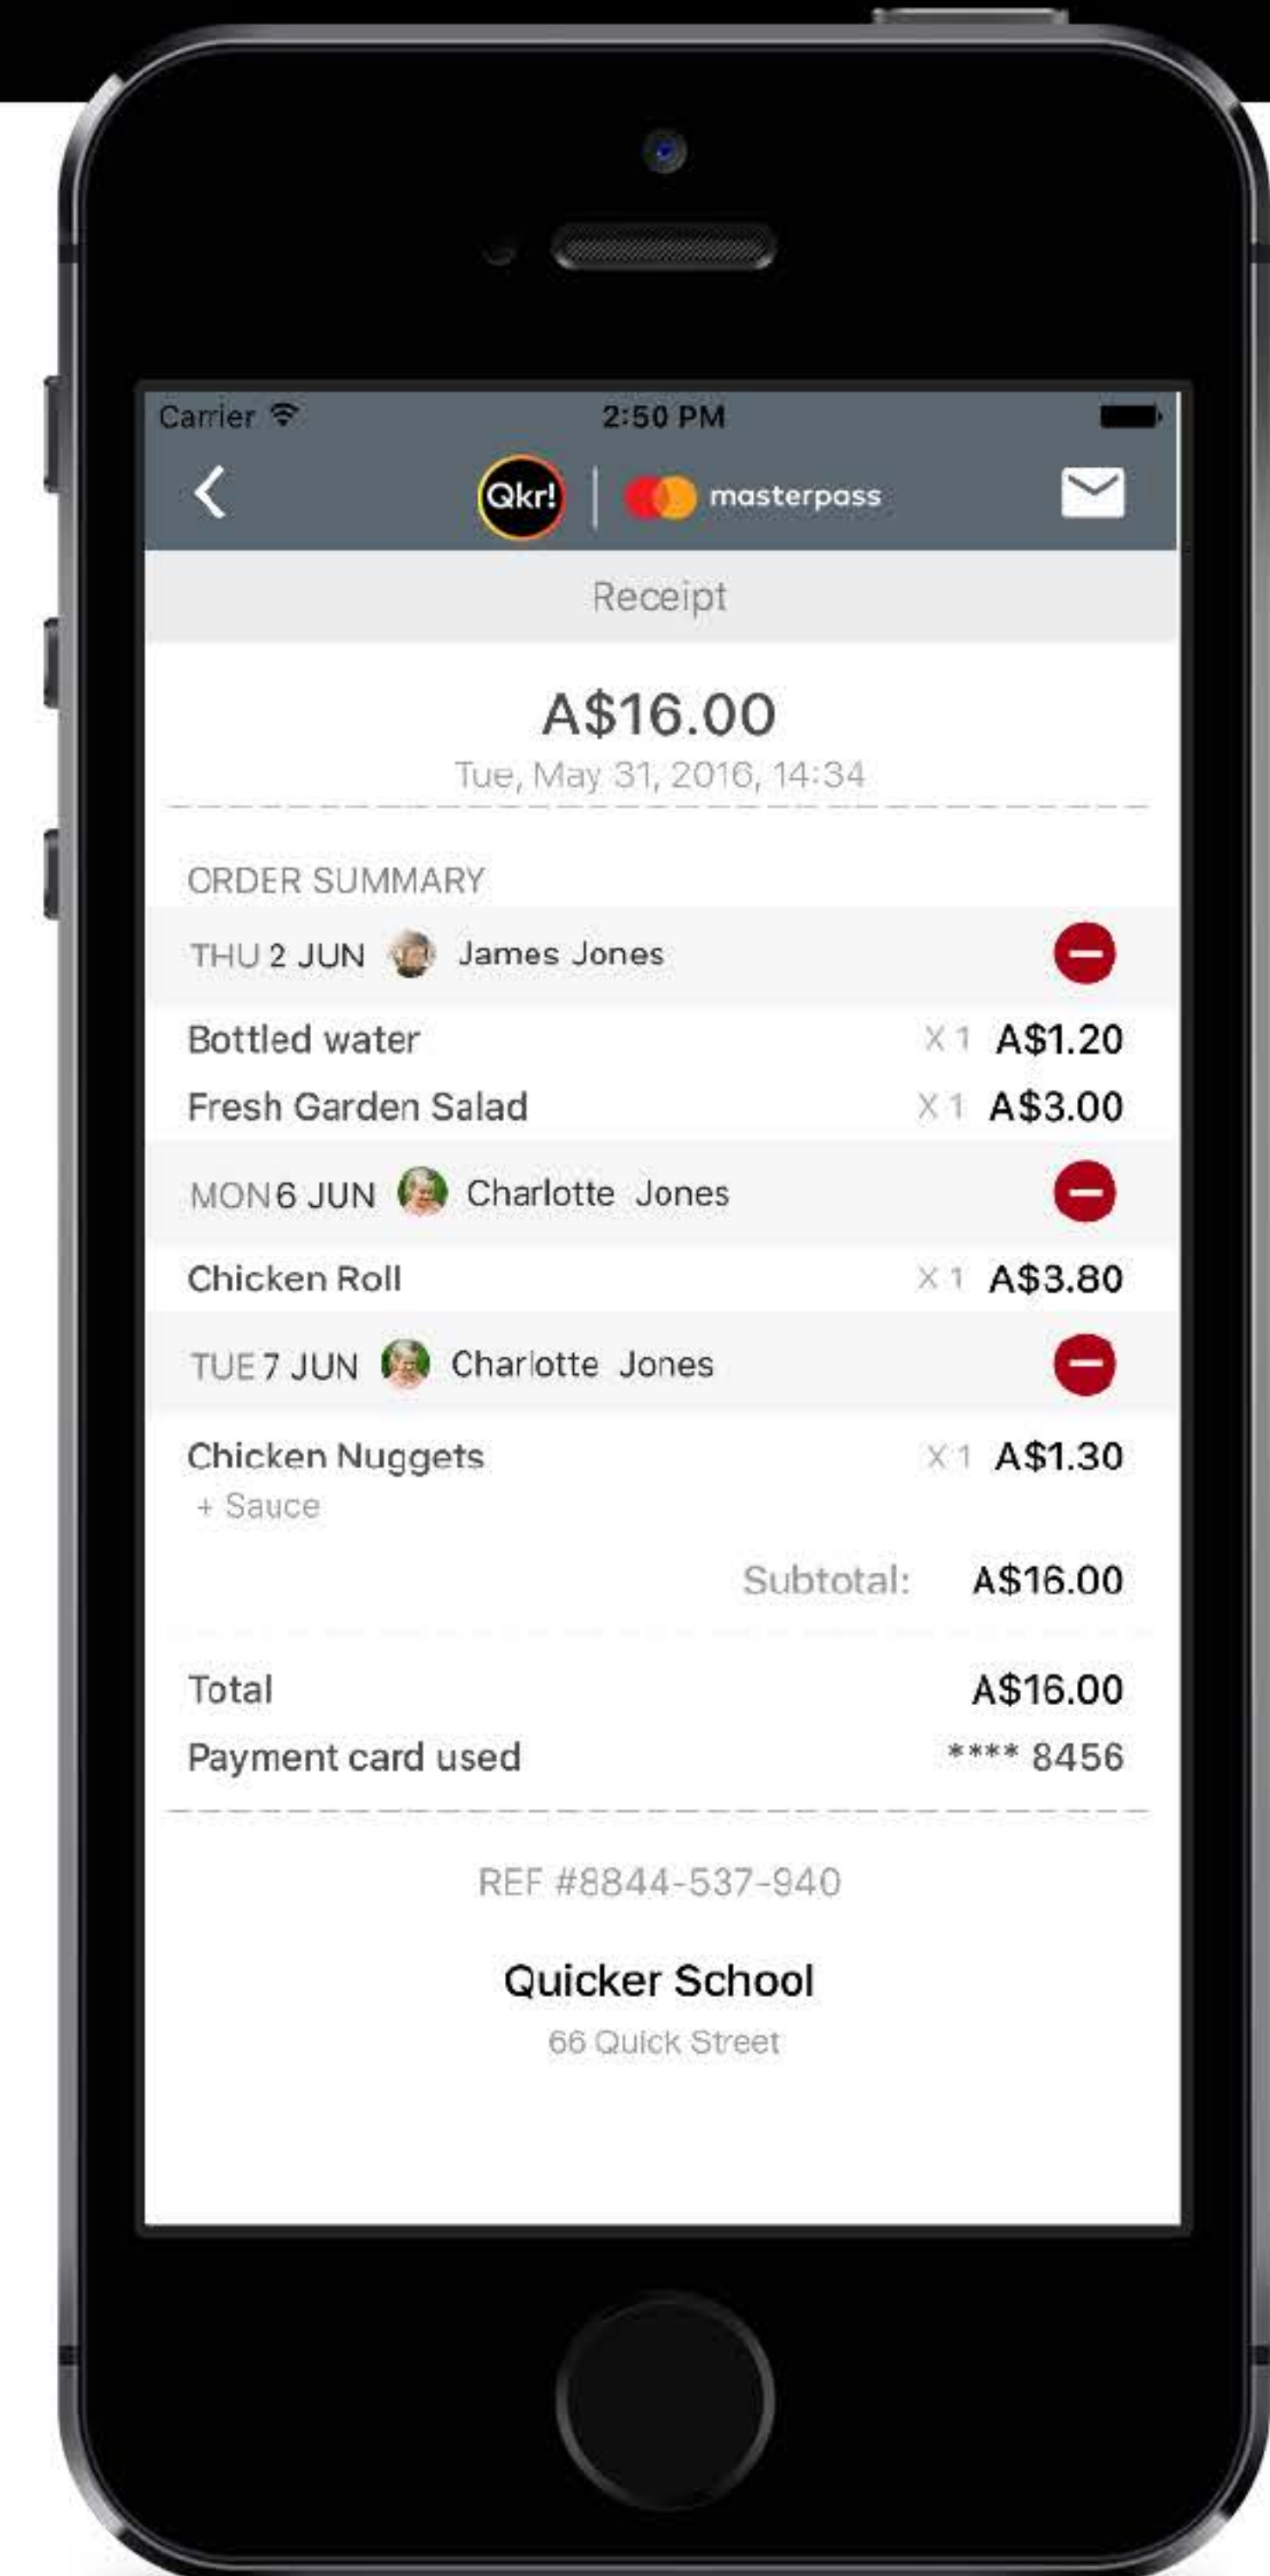 Carrier 2:50 PM
Qkr! masterpass
Receipt
A$16.00
Tue, May 31, 2016, 14:34
ORDER SUMMARY
THU 2 JUN James Jones
Bottled water X 1 A$1.20
Fresh Garden Salad X 1 A$3.00
MON 6 JUN Charlotte Jones
Chicken Roll X 1 A$3.80
TUE 7 JUN Charlotte Jones
Chicken Nuggets X 1 A$1.30
+ Sauce
Subtotal: A$16.00
Total A$16.00
Payment card used **** 8456
REF #8844-537-940
Quicker School
66 Quick Street